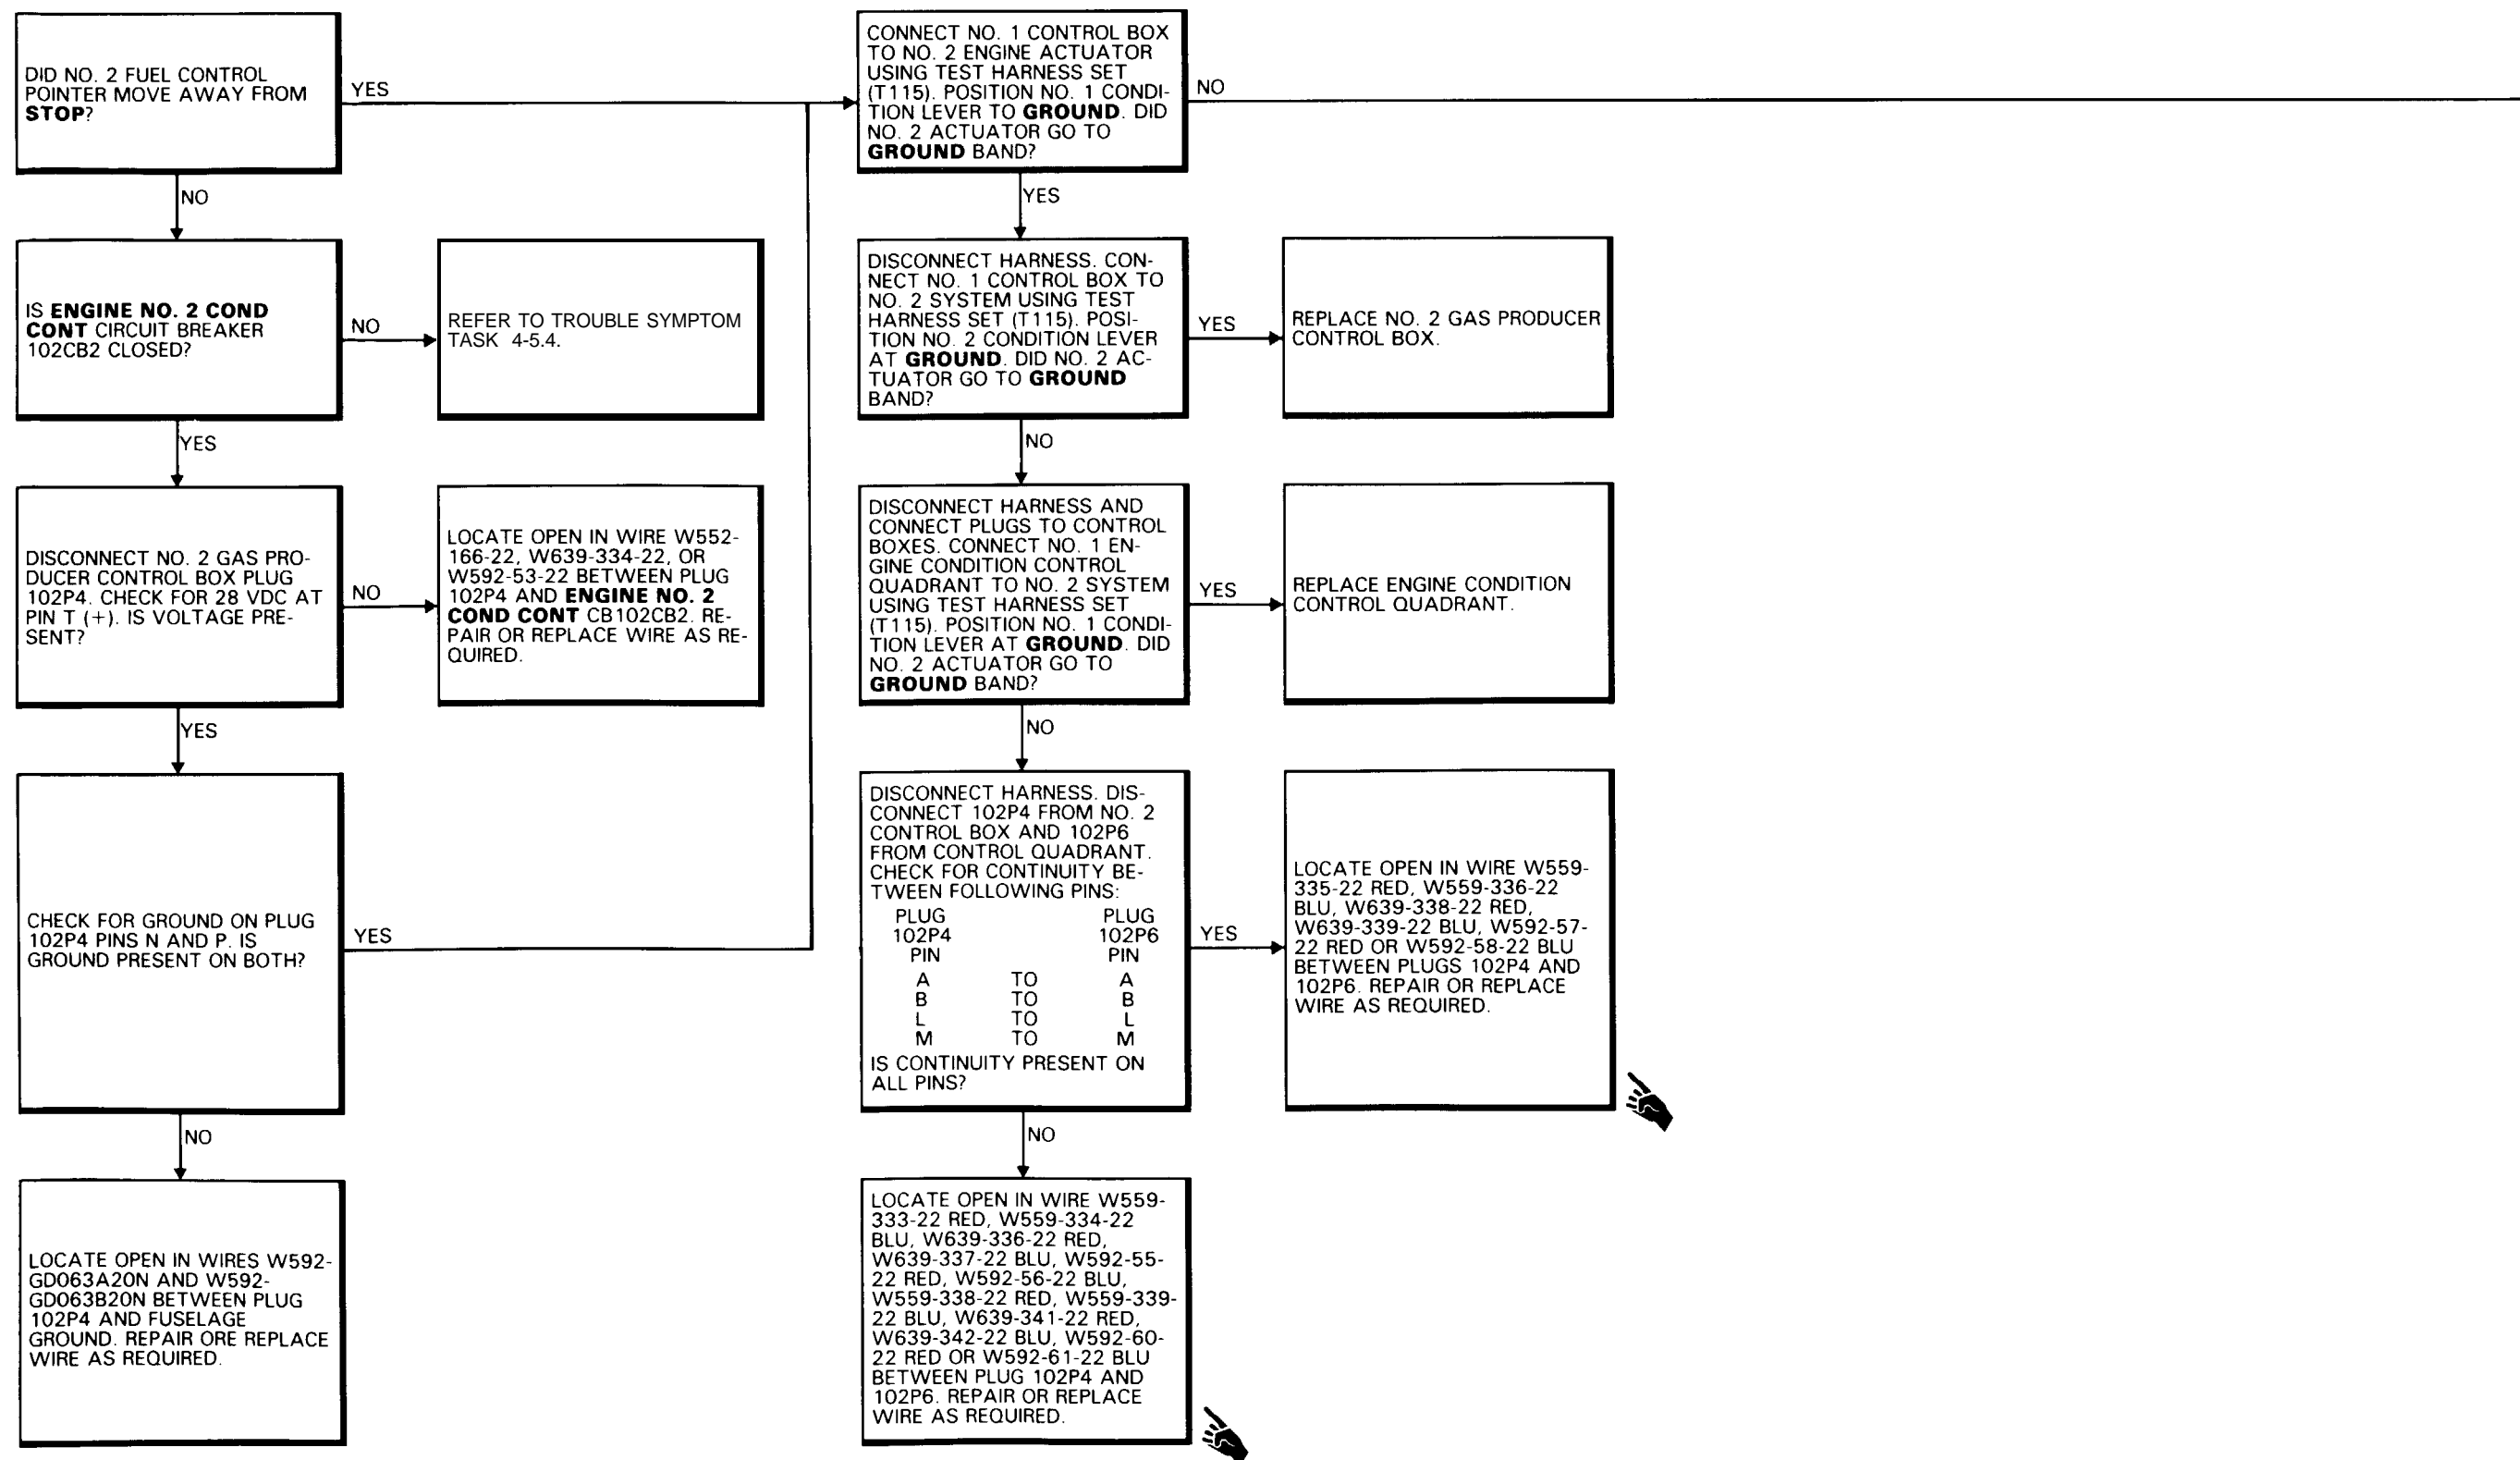 DID NO. 2 FUEL CONTROL
POINTER MOVE AWAY FROM
STOP?
YES
NO
IS ENGINE NO. 2 COND
CONT CIRCUIT BREAKER
102CB2 CLOSED?
NO
REFER TO TROUBLE SYMPTOM
TASK 4-5.4.
YES
DISCONNECT NO. 2 GAS PRO-
DUCER CONTROL BOX PLUG
102P4. CHECK FOR 28 VDC AT
PIN T (+). IS VOLTAGE PRE-
SENT?
NO
LOCATE OPEN IN WIRE W552-
166-22, W639-334-22, OR
W592-53-22 BETWEEN PLUG
102P4 AND ENGINE NO. 2
COND CONT CB102CB2. RE-
PAIR OR REPLACE WIRE AS RE-
QUIRED.
YES
CHECK FOR GROUND ON PLUG
102P4 PINS N AND P. IS
GROUND PRESENT ON BOTH?
YES
NO
LOCATE OPEN IN WIRES W592-
GD063A20N AND W592-
GD063B20N BETWEEN PLUG
102P4 AND FUSELAGE
GROUND. REPAIR ORE REPLACE
WIRE AS REQUIRED.
CONNECT NO. 1 CONTROL BOX
TO NO. 2 ENGINE ACTUATOR
USING TEST HARNESS SET
(T115). POSITION NO. 1 CONDI-
TION LEVER TO GROUND. DID
NO. 2 ACTUATOR GO TO
GROUND BAND?
NO
YES
DISCONNECT HARNESS. CON-
NECT NO. 1 CONTROL BOX TO
NO. 2 SYSTEM USING TEST
HARNESS SET (T115). POSI-
TION NO. 2 CONDITION LEVER
AT GROUND. DID NO. 2 AC-
TUATOR GO TO GROUND
BAND?
YES
REPLACE NO. 2 GAS PRODUCER
CONTROL BOX.
NO
DISCONNECT HARNESS AND
CONNECT PLUGS TO CONTROL
BOXES. CONNECT NO. 1 EN-
GINE CONDITION CONTROL
QUADRANT TO NO. 2 SYSTEM
USING TEST HARNESS SET
(T115). POSITION NO. 1 CONDI-
TION LEVER AT GROUND. DID
NO. 2 ACTUATOR GO TO
GROUND BAND?
YES
REPLACE ENGINE CONDITION
CONTROL QUADRANT.
NO
DISCONNECT HARNESS. DIS-
CONNECT 102P4 FROM NO. 2
CONTROL BOX AND 102P6
FROM CONTROL QUADRANT.
CHECK FOR CONTINUITY BE-
TWEEN FOLLOWING PINS:
PLUG PLUG
102P4 102P6
PIN PIN
A TO A
B TO B
L TO L
M TO M
IS CONTINUITY PRESENT ON
ALL PINS?
YES
LOCATE OPEN IN WIRE W559-
335-22 RED, W559-336-22
BLU, W639-338-22 RED,
W639-339-22 BLU, W592-57-
22 RED OR W592-58-22 BLU
BETWEEN PLUGS 102P4 AND
102P6. REPAIR OR REPLACE
WIRE AS REQUIRED.
NO
LOCATE OPEN IN WIRE W559-
333-22 RED, W559-334-22
BLU, W639-336-22 RED,
W639-337-22 BLU, W592-55-
22 RED, W592-56-22 BLU,
W559-338-22 RED, W559-339-
22 BLU, W639-341-22 RED,
W639-342-22 BLU, W592-60-
22 RED OR W592-61-22 BLU
BETWEEN PLUG 102P4 AND
102P6. REPAIR OR REPLACE
WIRE AS REQUIRED.